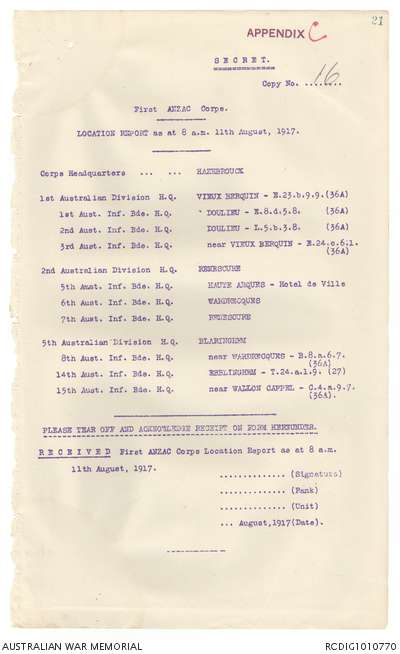 21
APPENDIX C
SECRET.
Copy No. 16
First ANZAC Corps.
LOCATION REPORT as at 8 a.m. 11th August, 1917.
Corps Headquarters ... ... HAZEBROUCK
1st Australian Division H.Q. VIEUX BERQUIN - E.23.b.9.9.(36A)
1st Aust. Inf. Bde. H.Q. DOULIEU - E.8.d.3.8. (36A)
2nd Aust. Inf. Bde. H.Q. DOULIEU - L.5.b.3.8. (36A)
3rd Aust. Inf. Bde. H.Q. near VIEUX BERQUIN - E.24.c.6.1.
(36A)
2nd Australian Division H.Q. RENESCURE
5th Aust. Inf. Bde. H.Q. HAUTE ARQUES - Hotel de Ville
6th Aust. Inf. Bde. H.Q. WARDRECQUES
7th Aust. Inf. Bde. H.Q. RENESCURE
5th Australian Division H.Q. BLARINGHEM
8th Aust. Inf. Bde. H.Q. near WARDRECQUES - B.8.a.6.7.
(36A)
14th Aust. Inf. Bde. H.Q. EBBLINGHEM - T.24.a.1.9. (27)
15th Aust. Inf. Bde. H.Q. near WALLON CAPPEL - C.4.a.9.7.
(36A).
PLEASE TEAR OFF AND ACKNOWLEDGE RECEIPT ON FORM HEREUNDER.
RECEIVED First ANZAC Corps Location Report as at 8 a.m.
11th August, 1917.
.............. (Signature)
.............. (Rank)
.............. (Unit)
... August,1917(Date).
AUSTRALIAN WAR MEMORIAL RCDIG1010770